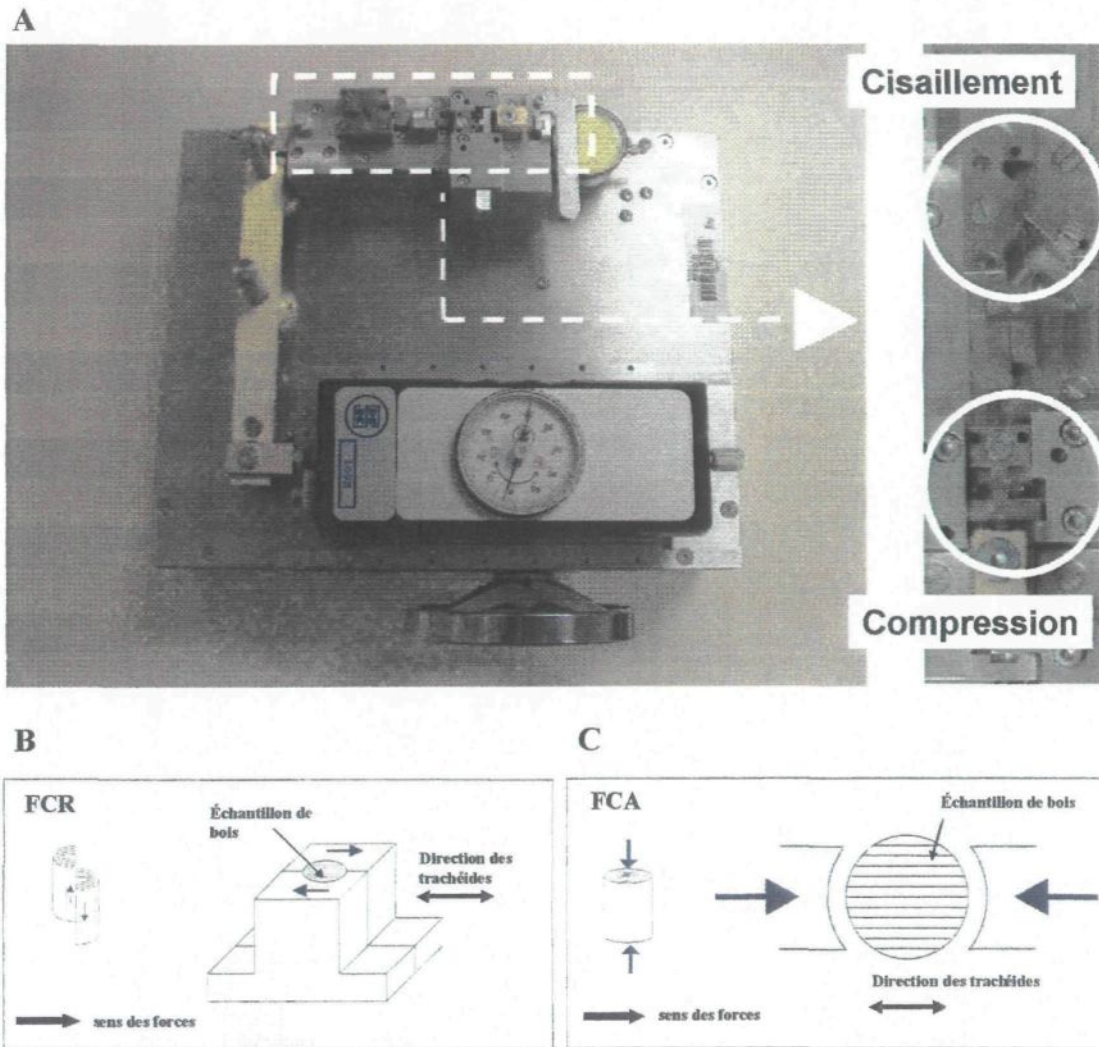 A
Cisaillement
Compression
B
FCR
Échantillon de
bois
Direction des
trachéides
sens des forces
C
FCA
Échantillon de bois
Direction des trachéides
sens des forces